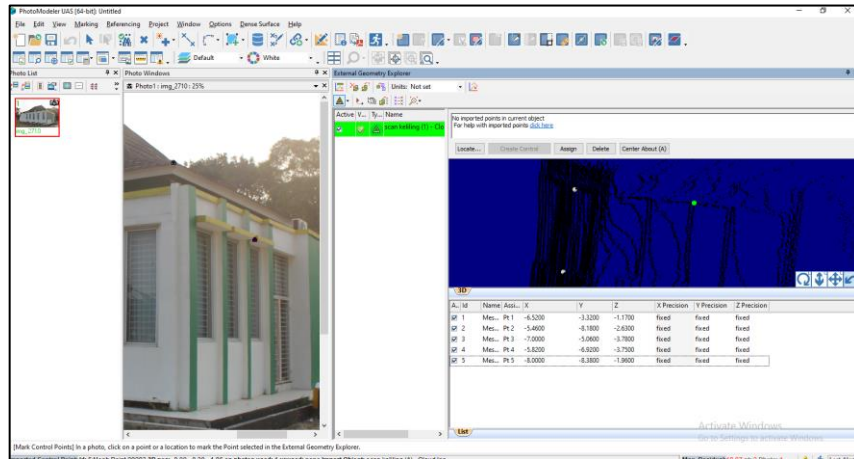 PhotoModeler UAS [64-bit]: Untitled
File Edit View Marking Referencing Project Window Options Dense Surface Help
Default White
Photo List
Photo Windows
External Geometry Explorer
Photo1 : img_2710 : 25%
Units: Not set
1
img_2710
Active V... Ty... Name
scan keliling (1) - Clo
No imported points in current object
For help with imported points click here
Locate... Create Control Assign Delete Center About (A)
3D
A.. Id Name Assi... X Y Z X Precision Y Precision Z Precision
1 Mes... Pt 1 -6.5200 -3.3200 -1.1700 fixed fixed fixed
2 Mes... Pt 2 -5.4600 -8.1800 -2.6300 fixed fixed fixed
3 Mes... Pt 3 -7.0000 -5.0600 -3.7800 fixed fixed fixed
4 Mes... Pt 4 -5.8200 -6.9200 -3.7500 fixed fixed fixed
5 Mes... Pt 5 -8.0000 -8.3800 -1.9600 fixed fixed fixed
List
Activate Windows
Go to Settings to activate Windows.
[Mark Control Points] In a photo, click on a point or a location to mark the Point selected in the External Geometry Explorer.